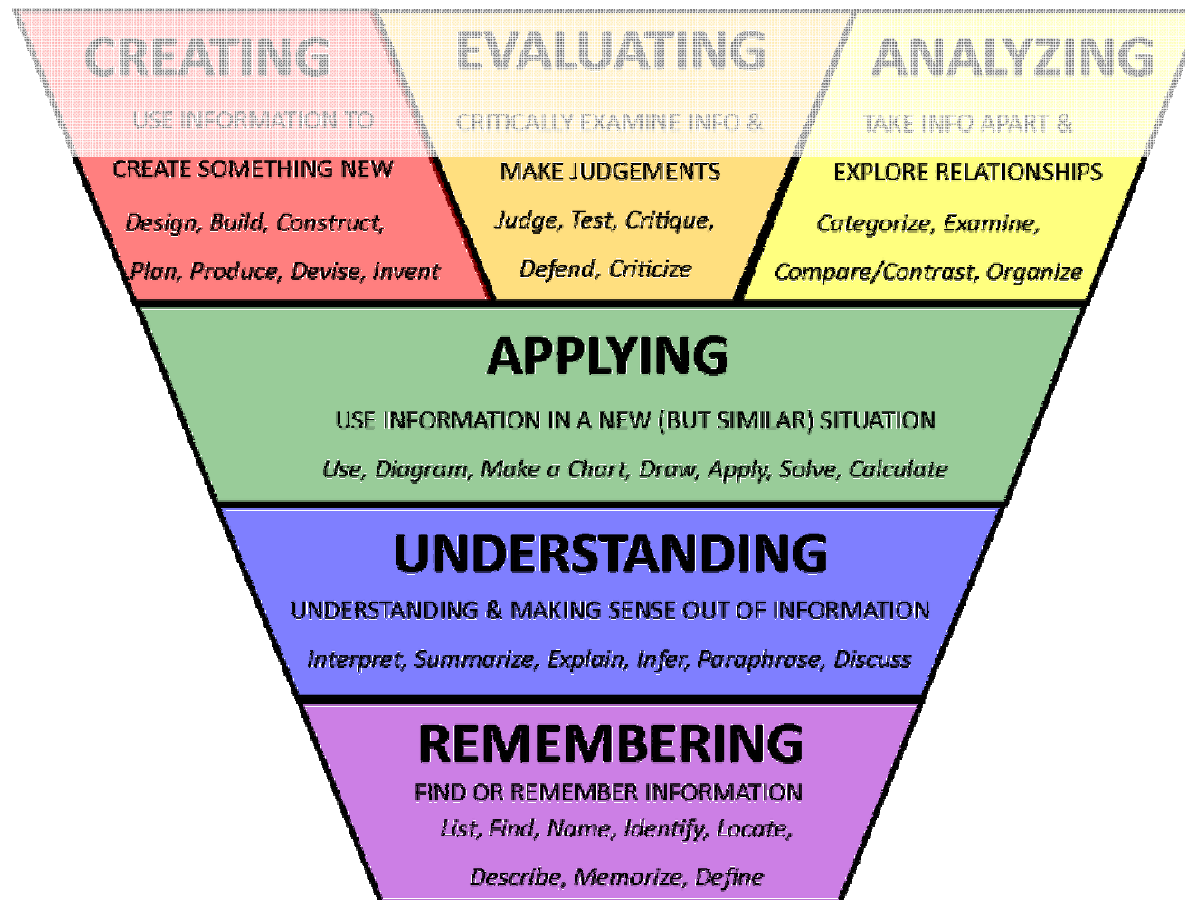 CREATING
USE INFORMATION TO
CREATE SOMETHING NEW
Design, Build, Construct,
Plan, Produce, Devise, Invent
EVALUATING
CRITICALLY EXAMINE INFO &
MAKE JUDGEMENTS
Judge, Test, Critique,
Defend, Criticize
ANALYZING
TAKE INFO APART &
EXPLORE RELATIONSHIPS
Categorize, Examine,
Compare/Contrast, Organize
APPLYING
USE INFORMATION IN A NEW (BUT SIMILAR) SITUATION
Use, Diagram, Make a Chart, Draw, Apply, Solve, Calculate
UNDERSTANDING
UNDERSTANDING & MAKING SENSE OUT OF INFORMATION
Interpret, Summarize, Explain, Infer, Paraphrase, Discuss
REMEMBERING
FIND OR REMEMBER INFORMATION
List, Find, Name, Identify, Locate,
Describe, Memorize, Define